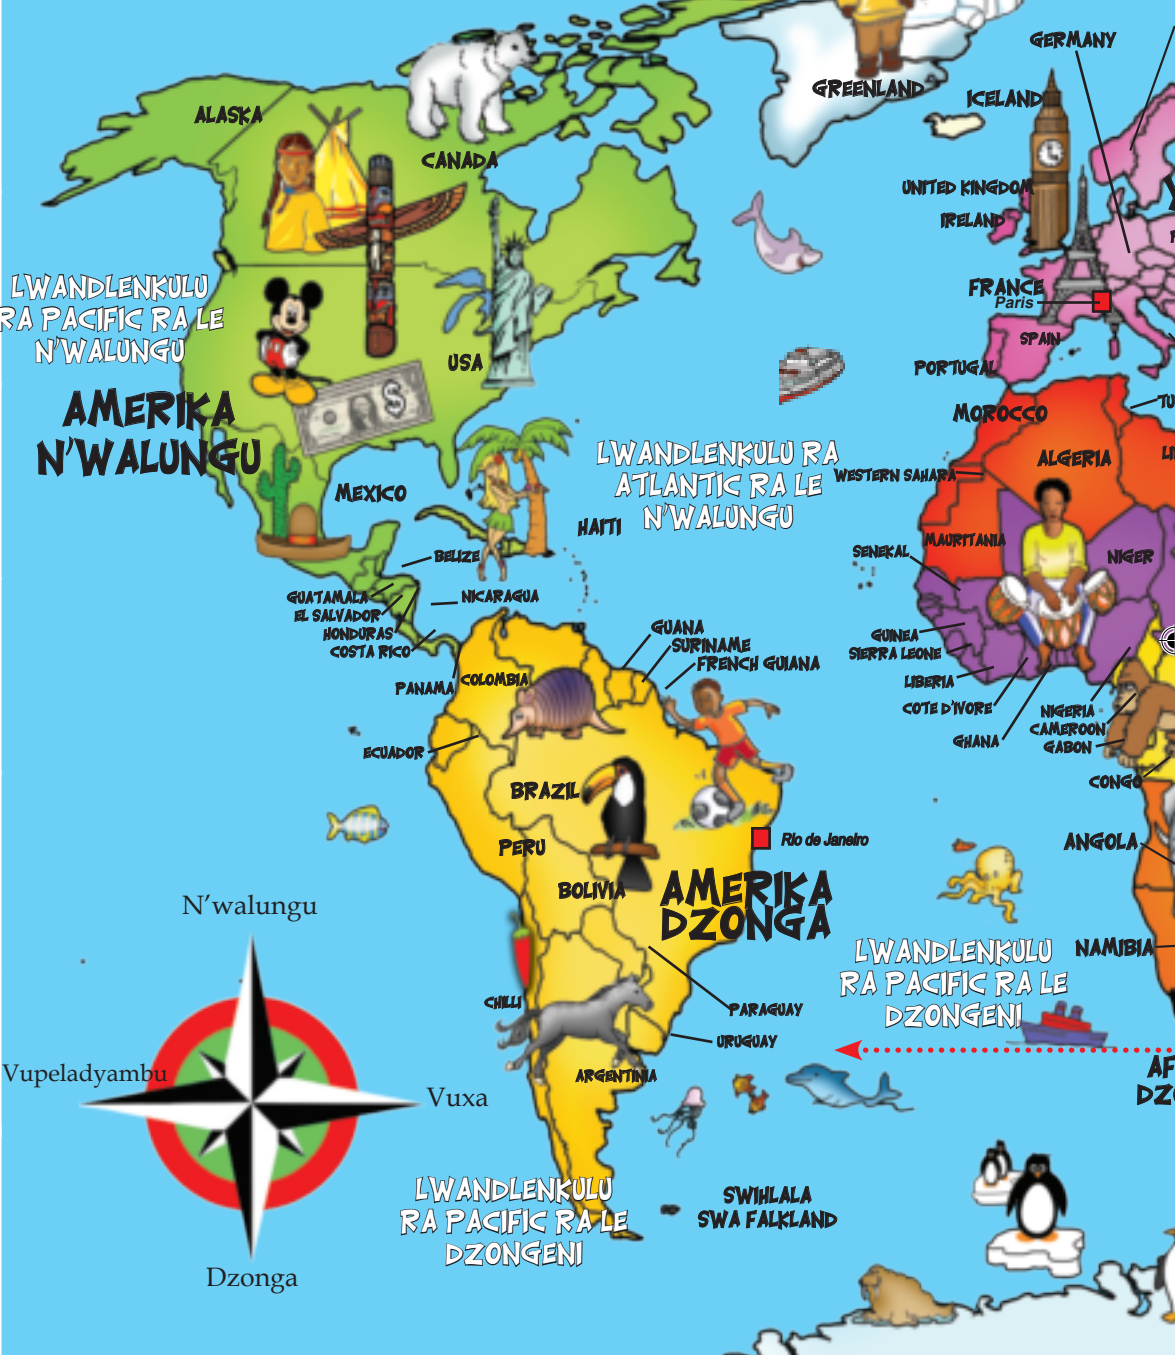 GERMANY
GREENLAND
ICELAND
ALASKA
CANADA
UNITED KINGDOM
IRELAND
LWANDLENKULU
RA PACIFIC RA LE
N'WALUNGU
FRANCE
Paris
SPAIN
USA
PORTUGAL
AMERIKA
N'WALUNGU
MOROCCO
LWANDLENKULU RA
ATLANTIC RA LE
N'WALUNGU
ALGERIA
WESTERN SAHARA
MEXICO
HAITI
MAURITANIA
SENEKAL
NIGER
BELIZE
GUATAMALA
EL SALVADOR
HONDURAS
COSTA RICO
NICARAGUA
GUANA
SURINAME
FRENCH GUIANA
GUINEA
SIERRA LEONE
LIBERIA
COTE D'IVORE
GHANA
NIGERIA
CAMEROON
GABON
CONGO
PANAMA
COLOMBIA
ECUADOR
BRAZIL
PERU
Rio de Janeiro
ANGOLA
BOLIVIA
AMERIKA
DZONGA
N'walungu
LWANDLENKULU
RA PACIFIC RA LE
DZONGENI
NAMIBIA
CHILLI
PARAGUAY
URUGUAY
ARGENTINIA
AF
DZ
Vupeladyambu
Vuxa
Dzonga
LWANDLENKULU
RA PACIFIC RA LE
DZONGENI
SWIHLALA
SWA FALKLAND